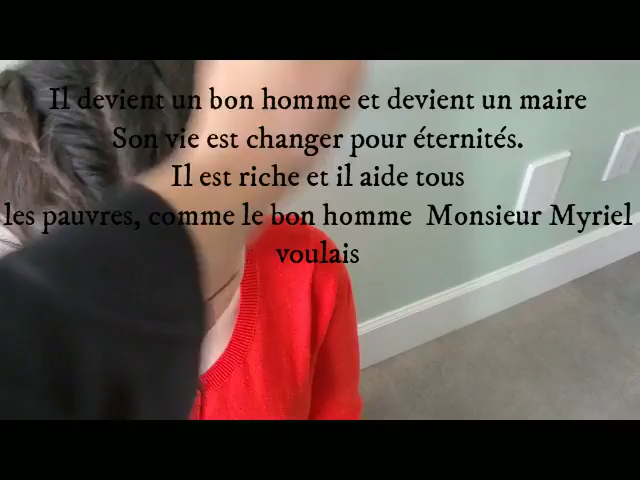 Il devient un bon homme et devient un maire
Son vie est changer pour éternités.
Il est riche et il aide tous
les pauvres, comme le bon homme Monsieur Myriel
voulais